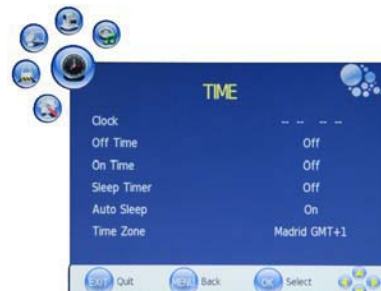 TIME
Clock -- -- -- --
Off Time Off
On Time Off
Sleep Timer Off
Auto Sleep On
Time Zone Madrid GMT+1
EXIT Quit MENU Back OK Select